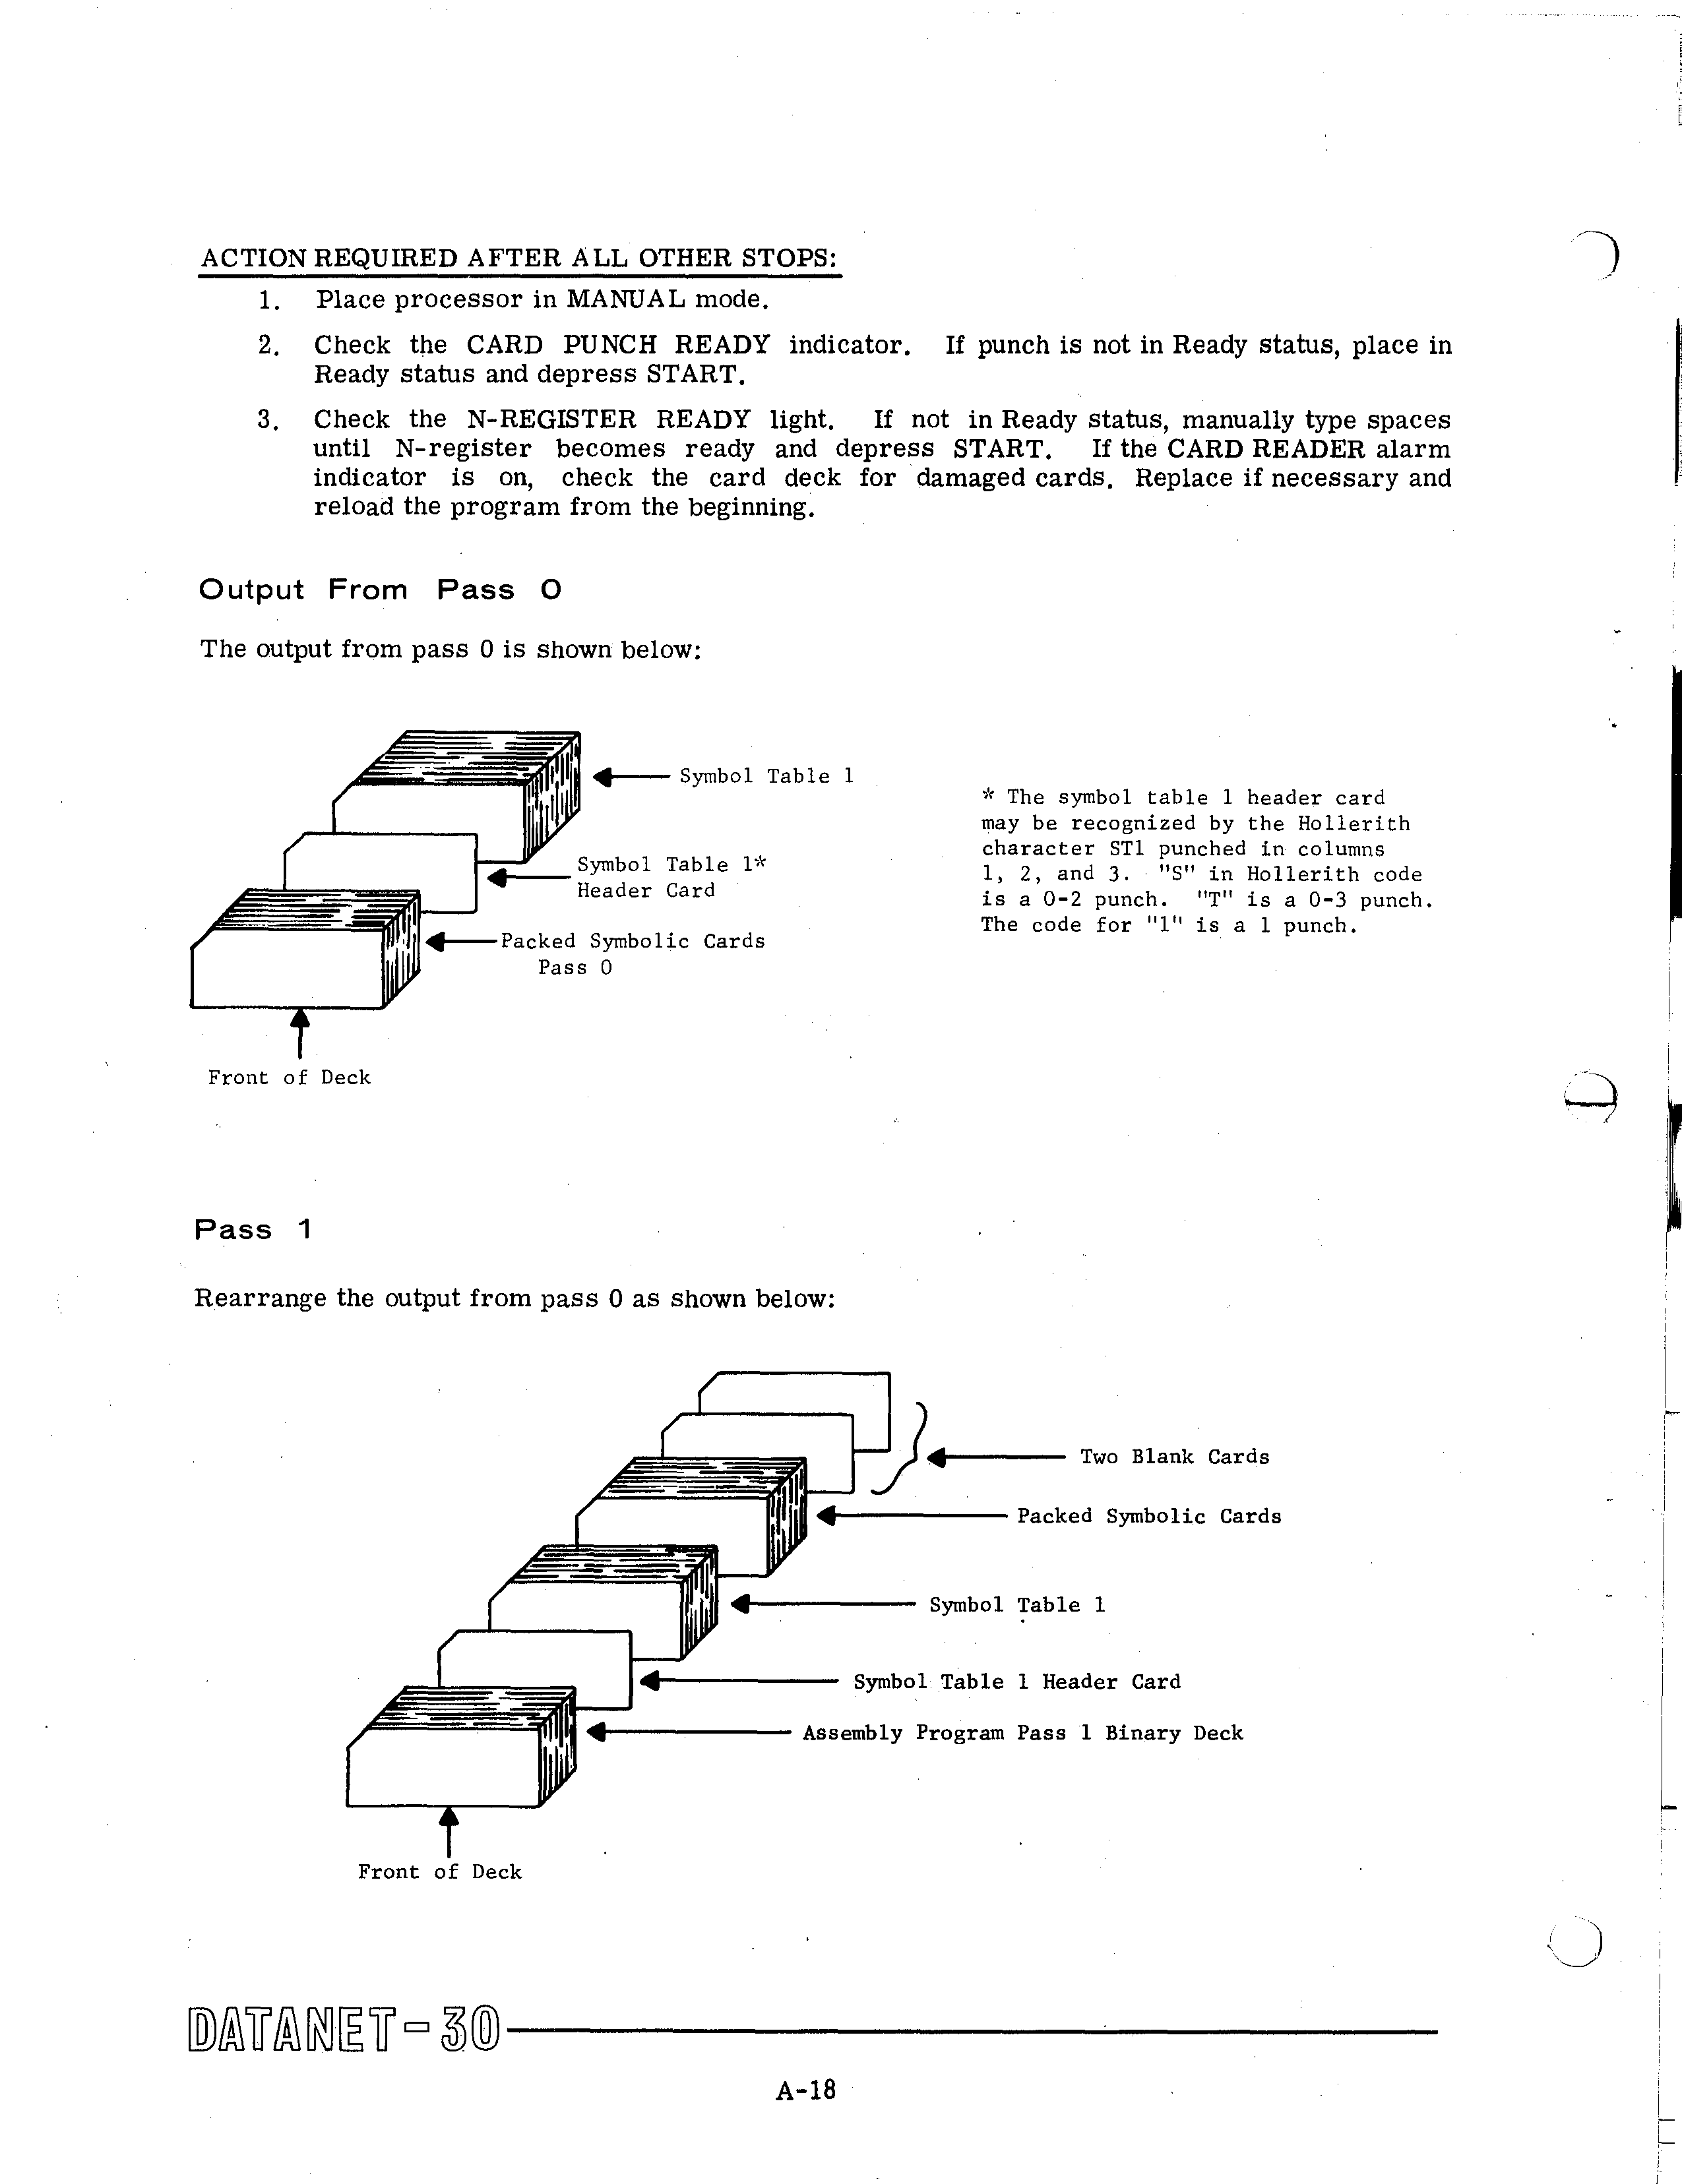 ACTION REQUIRED AFTER ALL OTHER STOPS:
1. Place processor in MANUAL mode.
2. Check the CARD PUNCH READY indicator. If punch is not in Ready status, place in
Ready status and depress START.
3. Check the N-REGISTER READY light. If not in Ready status, manually type spaces
until N-register becomes ready and depress START. If the CARD READER alarm
indicator is on, check the card deck for damaged cards. Replace if necessary and
reload the program from the beginning.
Output From Pass 0
The output from pass 0 is shown below:
Symbol Table 1
Symbol Table 1*
Header Card
Packed Symbolic Cards
Pass 0
Front of Deck
* The symbol table 1 header card
may be recognized by the Hollerith
character ST1 punched in columns
1, 2, and 3. "S" in Hollerith code
is a 0-2 punch. "T" is a 0-3 punch.
The code for "1" is a 1 punch.
Pass 1
Rearrange the output from pass 0 as shown below:
Two Blank Cards
Packed Symbolic Cards
Symbol Table 1
Symbol Table 1 Header Card
Assembly Program Pass 1 Binary Deck
Front of Deck
DATANET-30
A-18